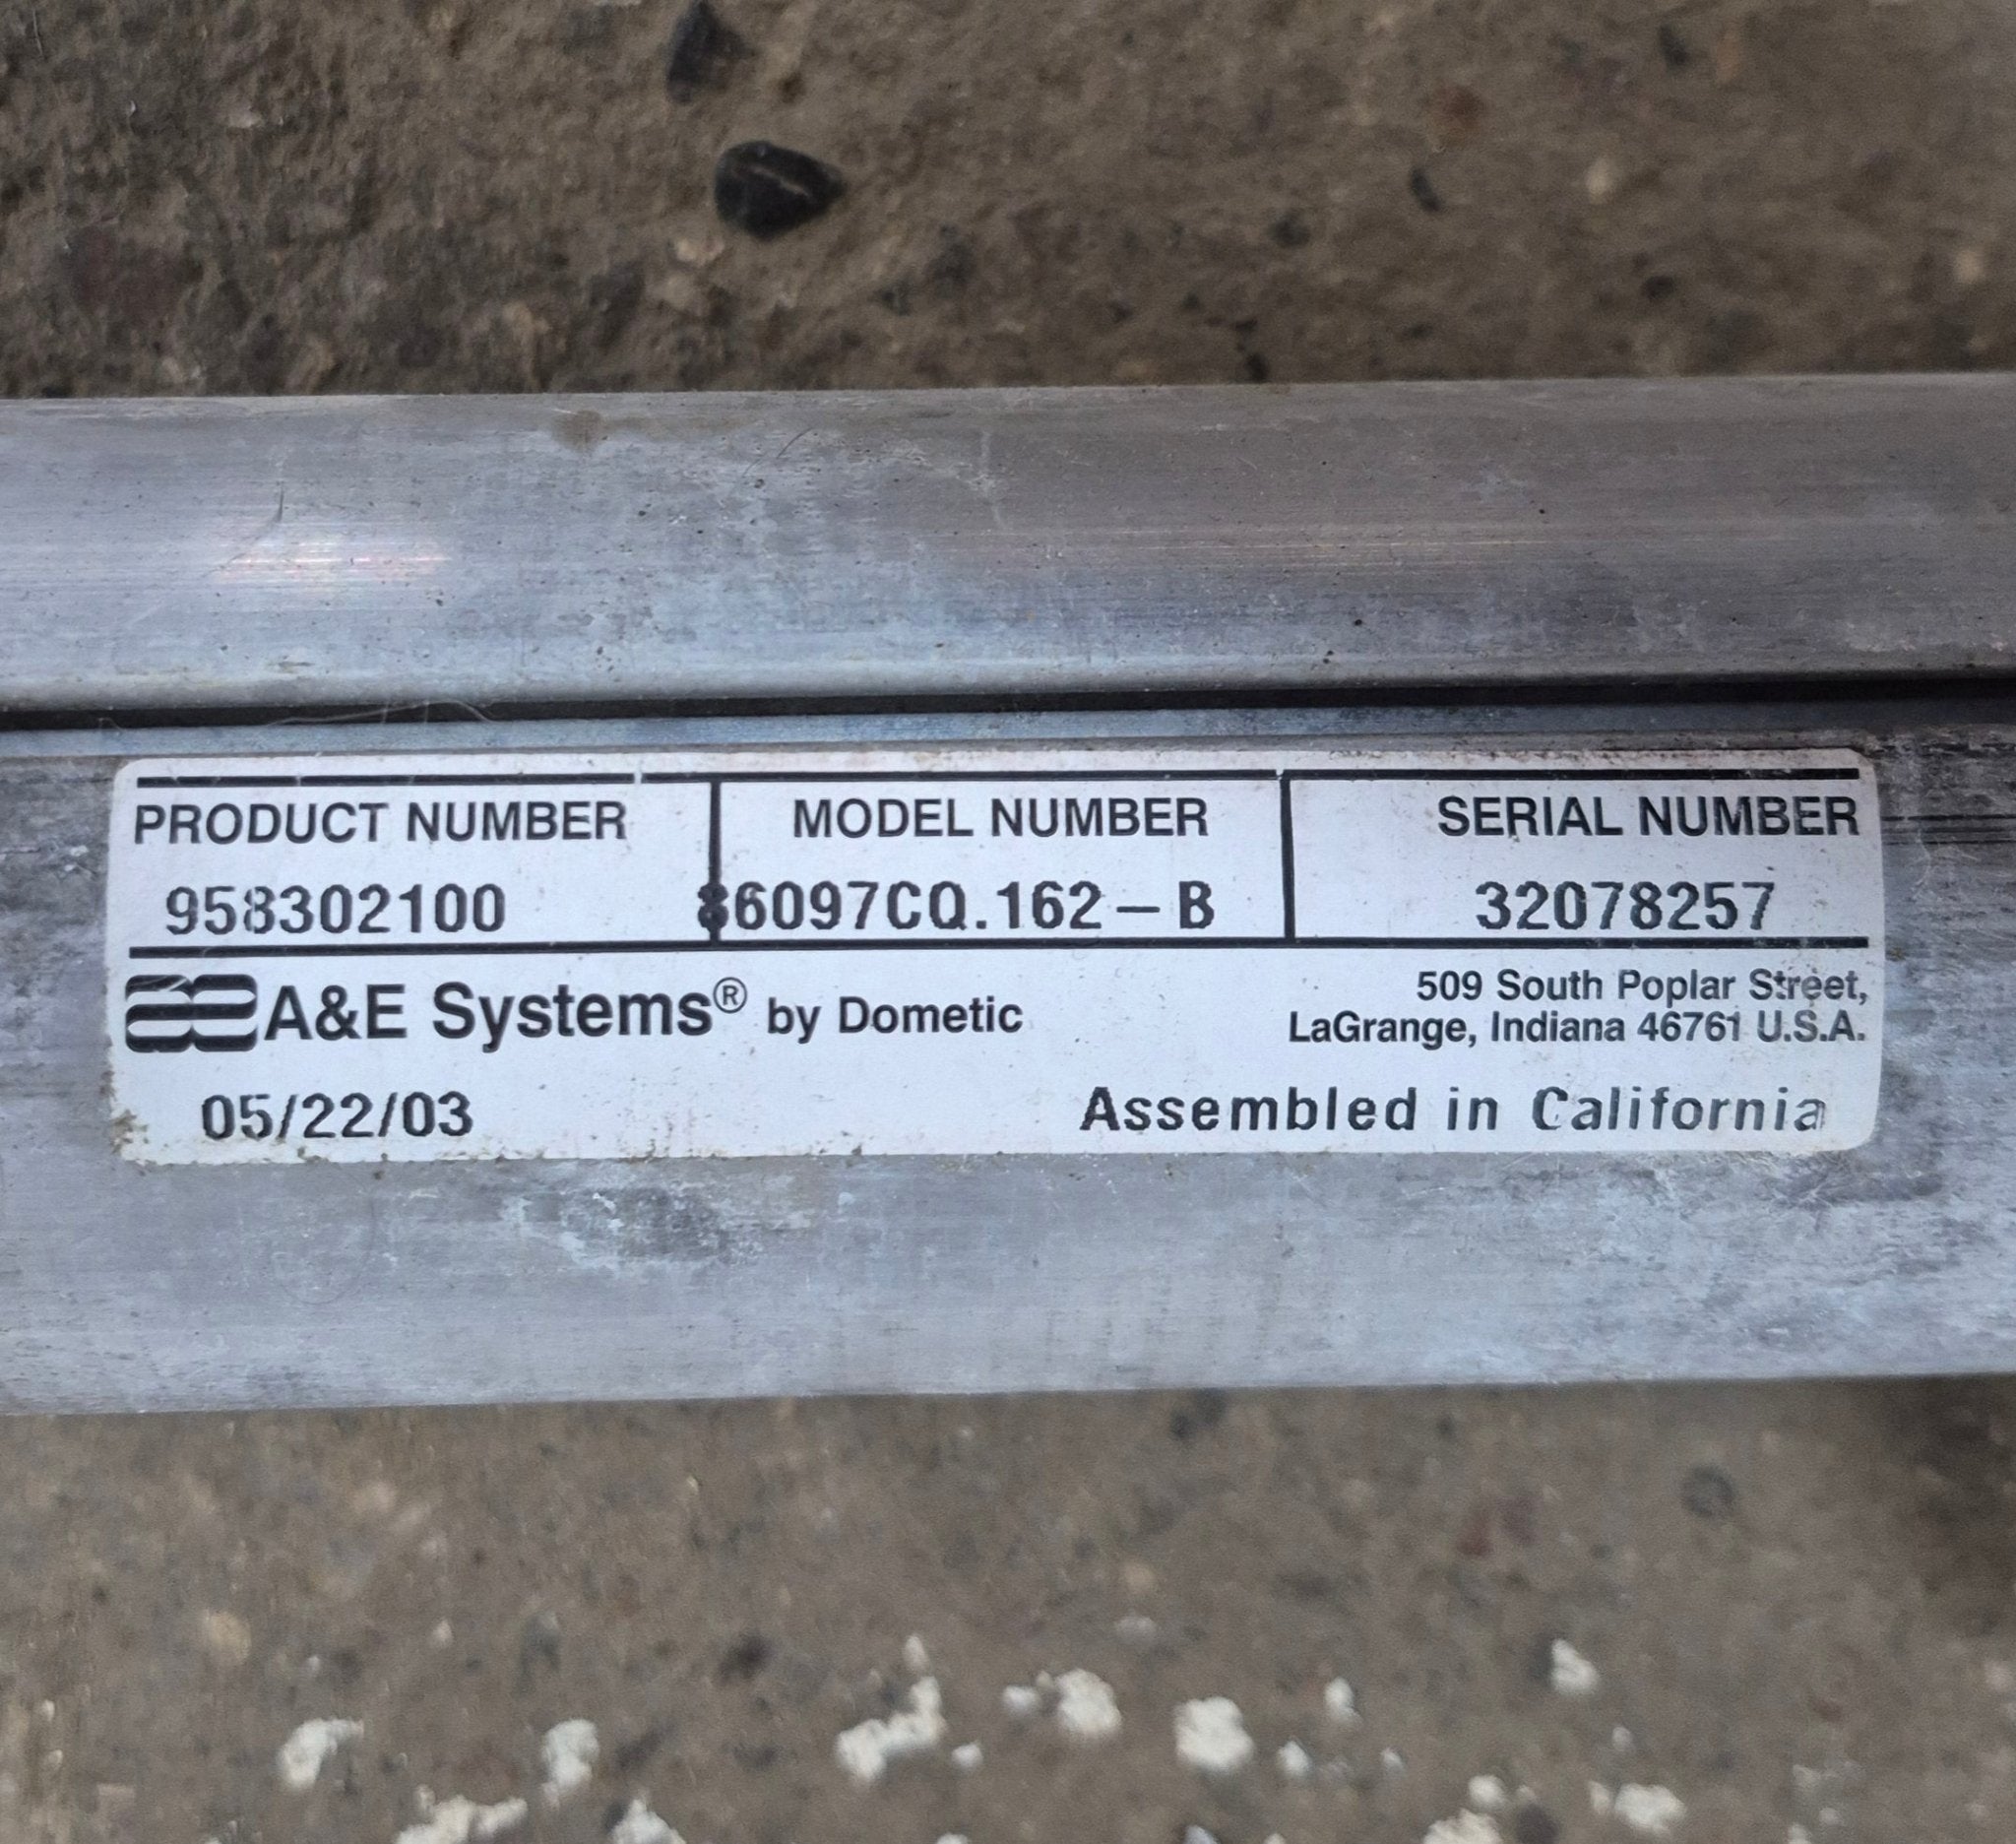 PRODUCT NUMBER MODEL NUMBER SERIAL NUMBER
958302100 86097CQ.162-B 32078257
A&E Systems® by Dometic
509 South Poplar Street,
LaGrange, Indiana 46761 U.S.A.
05/22/03 Assembled in California